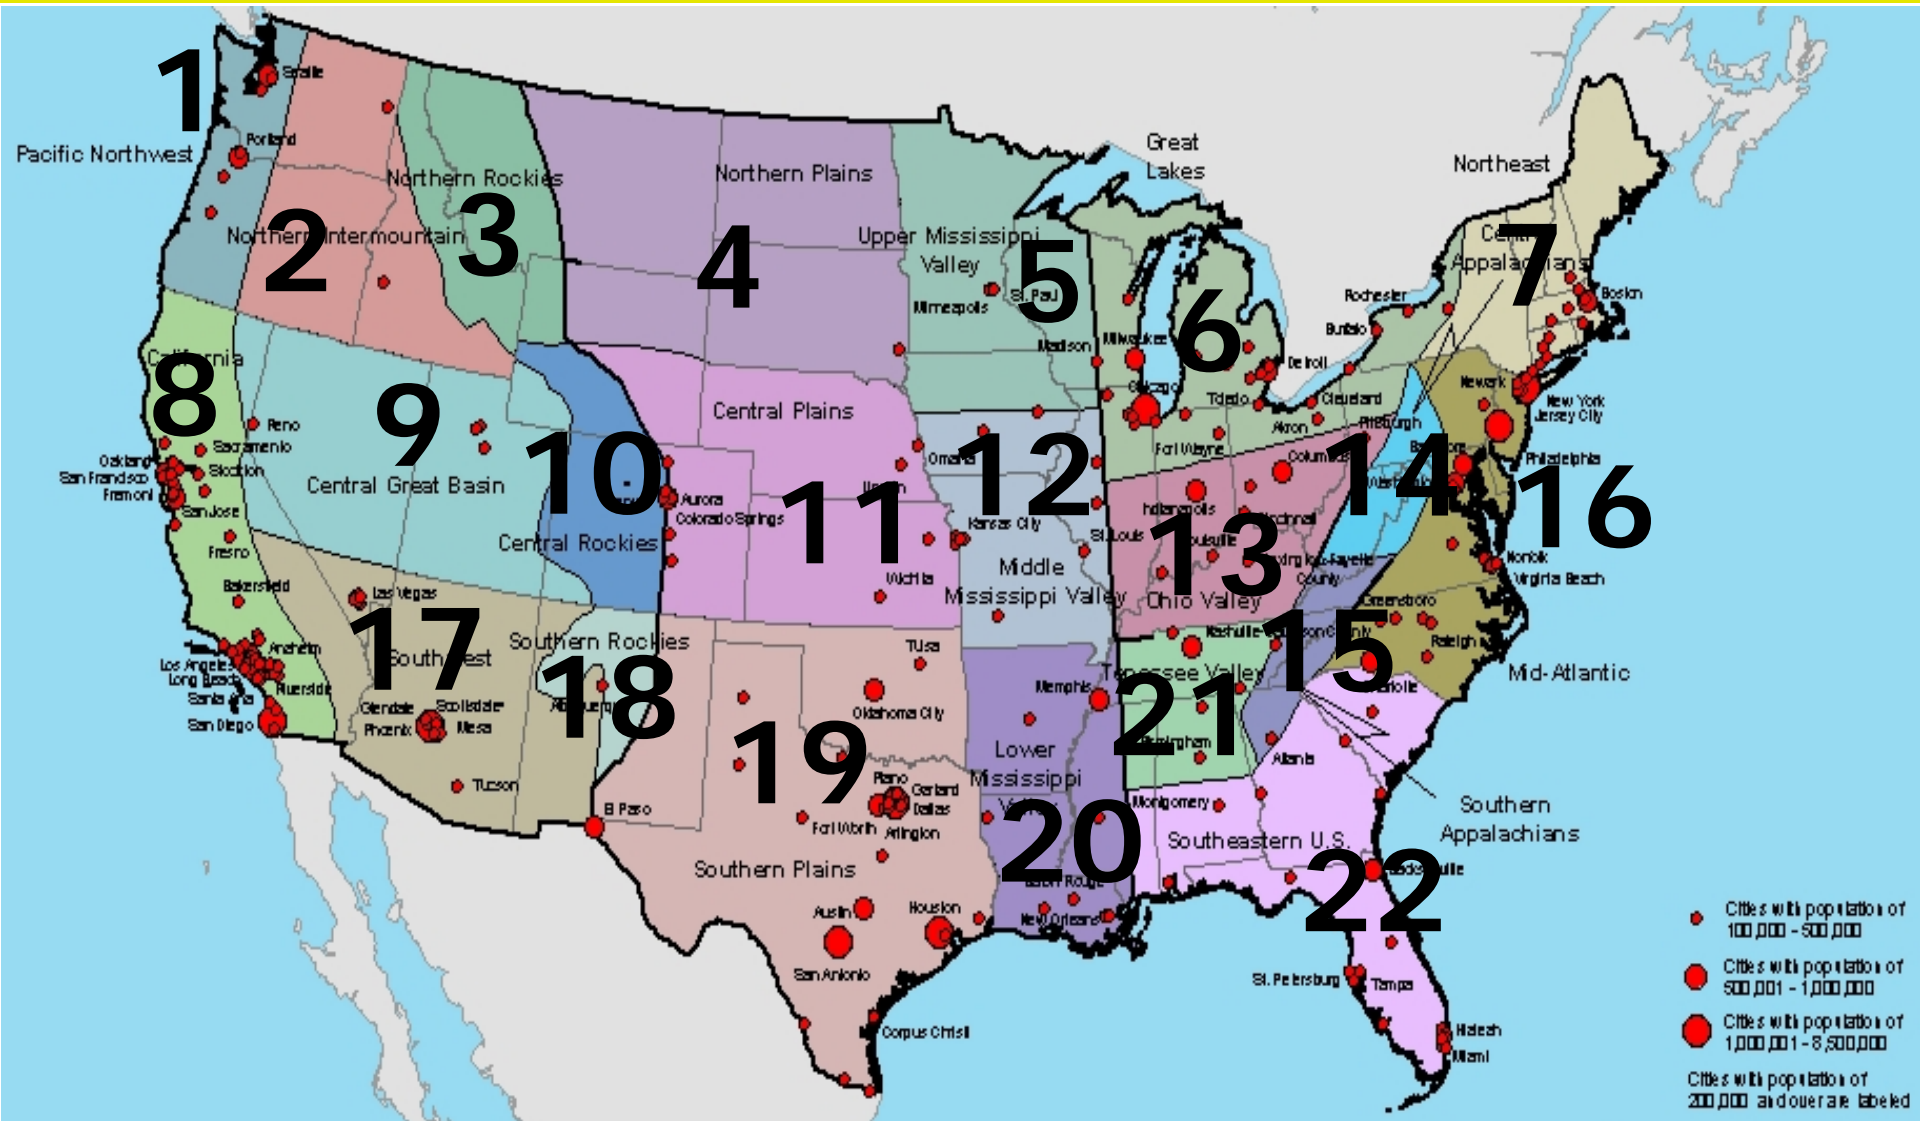 1
Seattle
Portland
Pacific Northwest
Northern Rockies
2
Northern Intermountain
3
Northern Plains
4
Upper Mississippi
Valley
5
Minneapolis
St. Paul
Madison
Great
Lakes
Milwaukee
6
Chicago
Detroit
Toledo
Cleveland
Akron
Fort Wayne
Pittsburgh
Rochester
Buffalo
Northeast
Central
Appalachians
7
Boston
Newark
New York
Jersey City
Philadelphia
California
8
Reno
Sacramento
Stockton
Oakland
San Francisco
Fremont
San Jose
Fresno
Bakersfield
9
Central Great Basin
10
Central Rockies
Aurora
Colorado Springs
Central Plains
11
Omaha
Wichita
12
Kansas City
St. Louis
Middle
Mississippi Valley
Columbus
Indianapolis
13
Ohio Valley
County
14
16
Norfolk
Virginia Beach
Greensboro
Raleigh
Mid-Atlantic
15
Las Vegas
17
Southwest
Anaheim
Los Angeles
Long Beach
Santa Ana
Riverside
San Diego
Glendale
Scottsdale
Phoenix
Mesa
Tucson
Southern Rockies
18
El Paso
Tulsa
Oklahoma City
19
Plano
Garland
Dallas
Fort Worth
Arlington
Southern Plains
Austin
Houston
San Antonio
Corpus Christi
Memphis
Lower
Mississippi
Valley
20
Baton Rouge
New Orleans
Tennessee Valley
21
Birmingham
Atlanta
Montgomery
Southeastern U.S.
22
Jacksonville
Southern
Appalachians
St. Petersburg
Tampa
Hialeah
Miami
Cities with population of
100,000 - 500,000
Cities with population of
500,001 - 1,000,000
Cities with population of
1,000,001 - 8,500,000
Cities with population of
200,000 and over are labeled